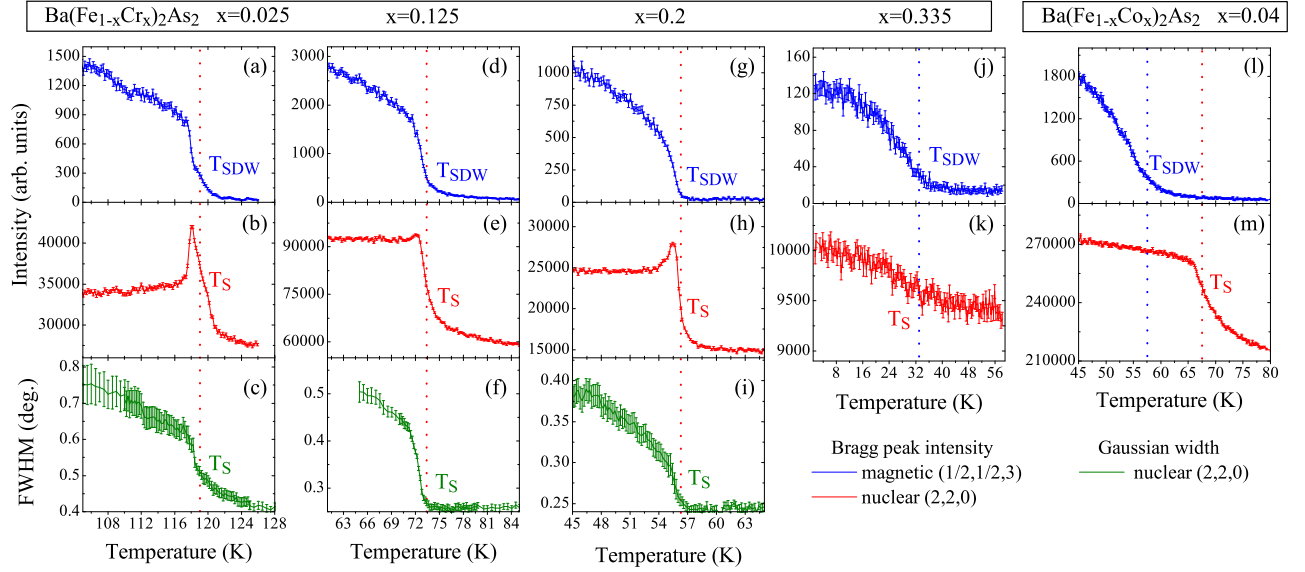 Ba(Fe1-xCrx)2As2 x=0.025 x=0.125 x=0.2 x=0.335
Ba(Fe1-xCox)2As2 x=0.04
Intensity (arb. units)
FWHM (deg.)
(a)
1500
1200
900
600
300
0
TSDW
(b)
40000
35000
30000
TS
(c)
0.8
0.7
0.6
0.5
0.4
TS
108 112 116 120 124 128
Temperature (K)
(d)
3000
2000
1000
0
TSDW
(e)
90000
75000
60000
TS
(f)
0.5
0.4
0.3
TS
63 66 69 72 75 78 81 84
Temperature (K)
(g)
1000
750
500
250
0
TSDW
(h)
30000
25000
20000
15000
TS
(i)
0.40
0.35
0.30
0.25
TS
45 48 51 54 57 60 63
Temperature (K)
(j)
160
120
80
40
0
TSDW
(k)
10000
9500
9000
TS
8 16 24 32 40 48 56
Temperature (K)
(l)
1800
1200
600
0
TSDW
(m)
270000
240000
210000
TS
45 50 55 60 65 70 75 80
Temperature (K)
Bragg peak intensity
magnetic (1/2,1/2,3)
nuclear (2,2,0)
Gaussian width
nuclear (2,2,0)